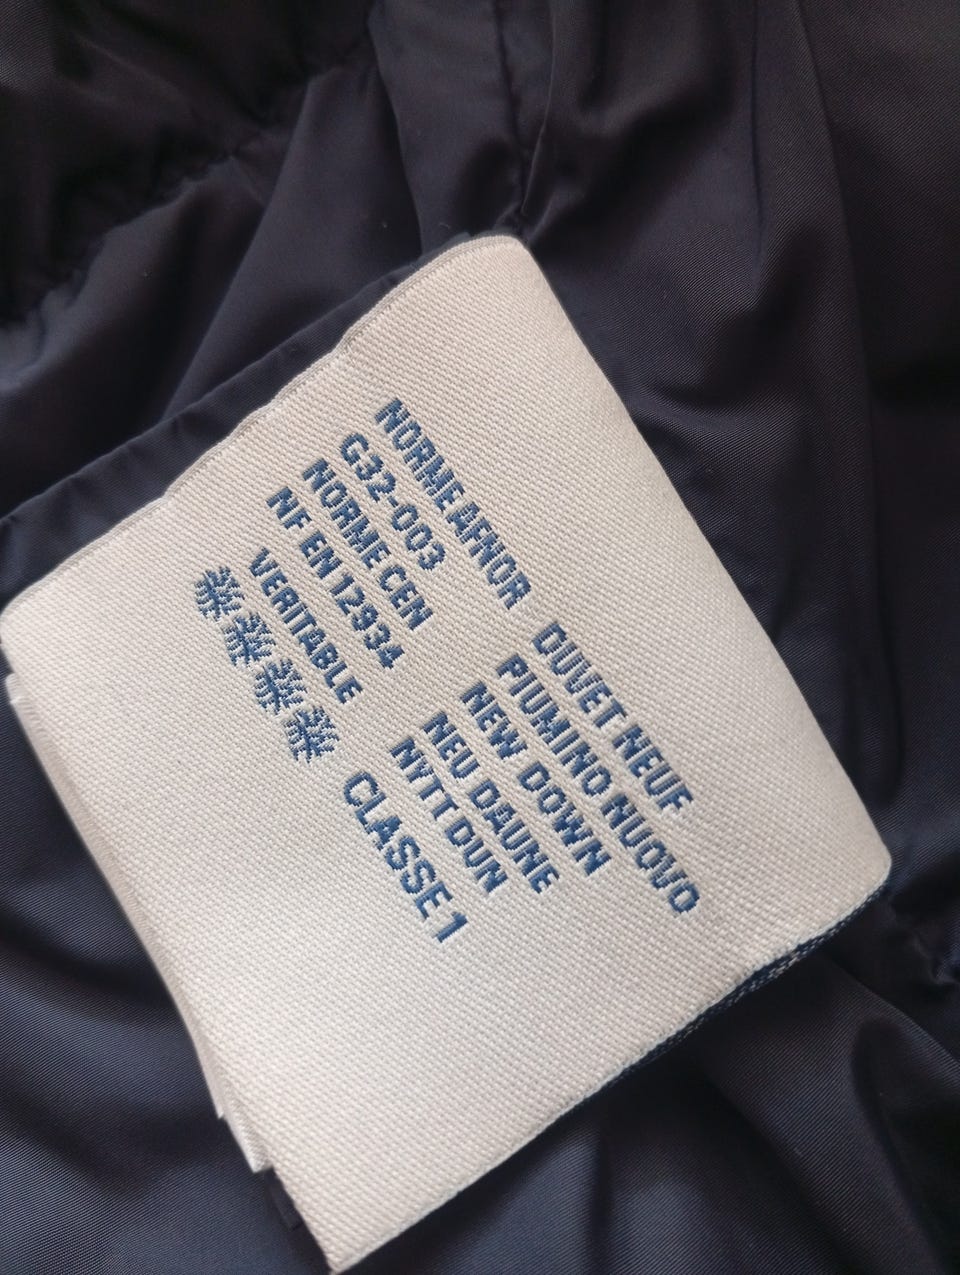 NORME AFNOR
G32-003
NORME CEN
NF EN 12934
VERITABLE
DUVET NEUF
PIUMINO NUOVO
NEW DOWN
NEU DAUNE
NYTT DUN
CLASSE 1